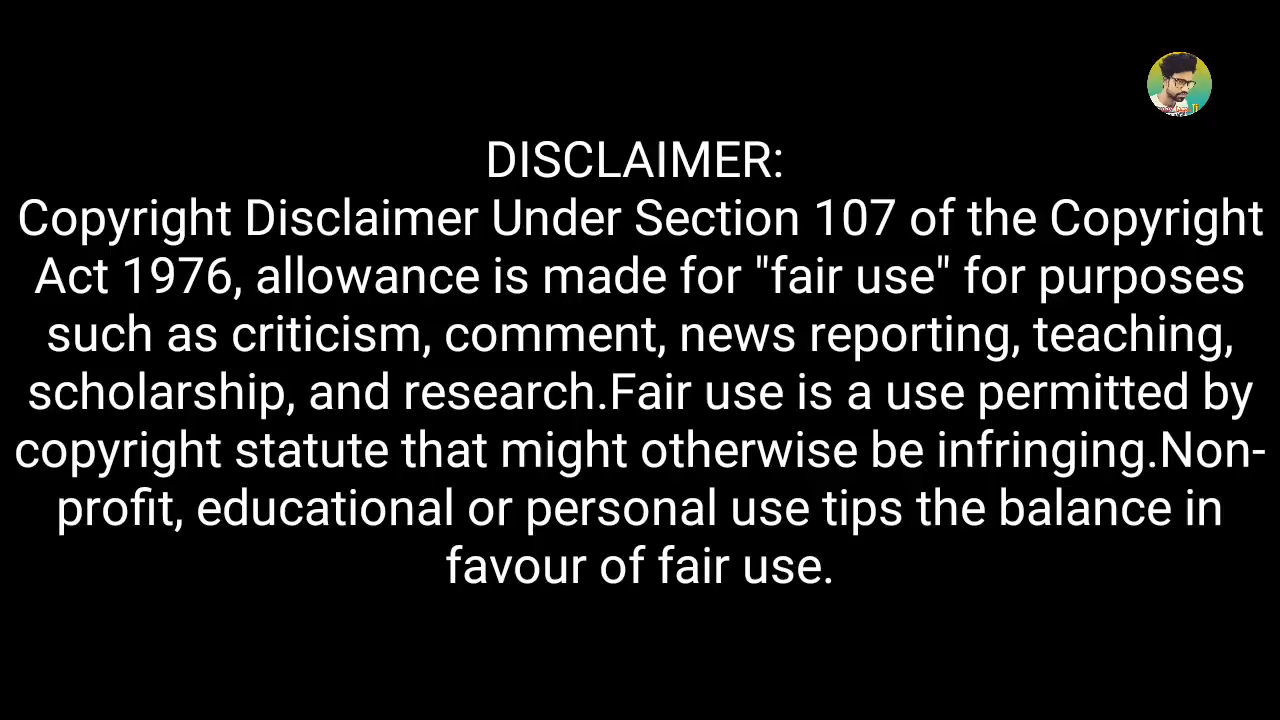 DISCLAIMER:
Copyright Disclaimer Under Section 107 of the Copyright
Act 1976, allowance is made for "fair use" for purposes
such as criticism, comment, news reporting, teaching,
scholarship, and research.Fair use is a use permitted by
copyright statute that might otherwise be infringing.Non-
profit, educational or personal use tips the balance in
favour of fair use.